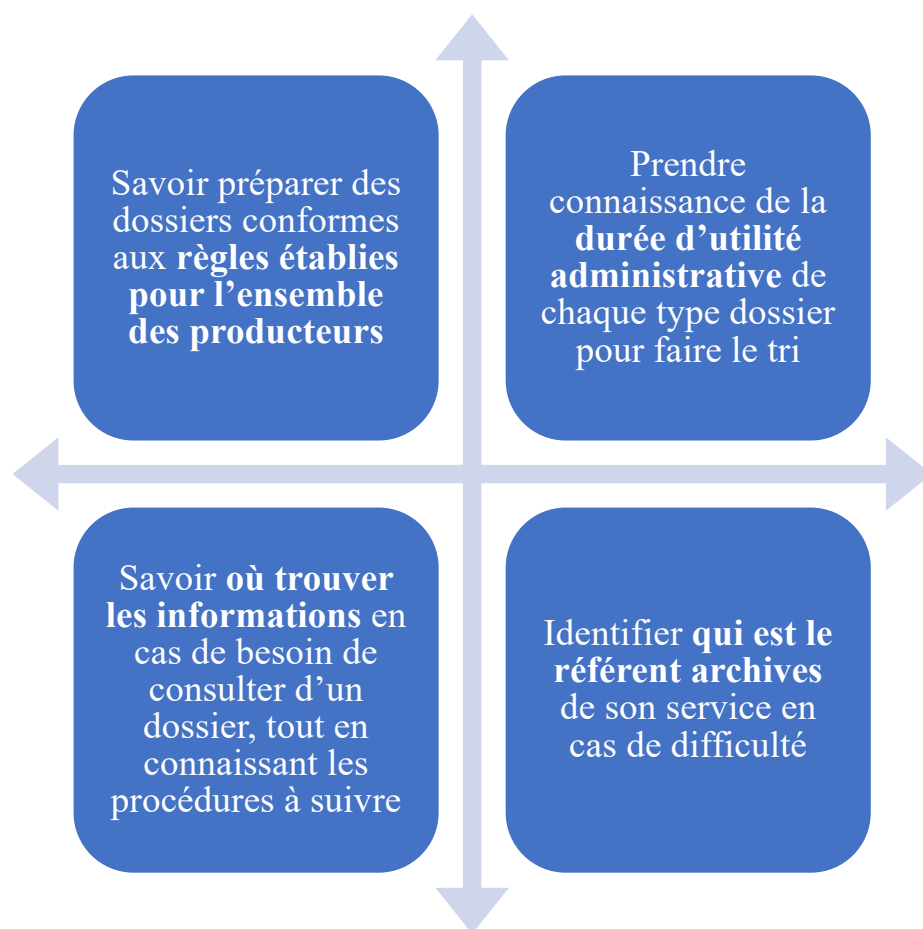 Savoir préparer des
dossiers conformes
aux règles établies
pour l’ensemble
des producteurs
Prendre
connaissance de la
durée d’utilité
administrative de
chaque type dossier
pour faire le tri
Savoir où trouver
les informations en
cas de besoin de
consulter d’un
dossier, tout en
connaissant les
procédures à suivre
Identifier qui est le
référent archives
de son service en
cas de difficulté